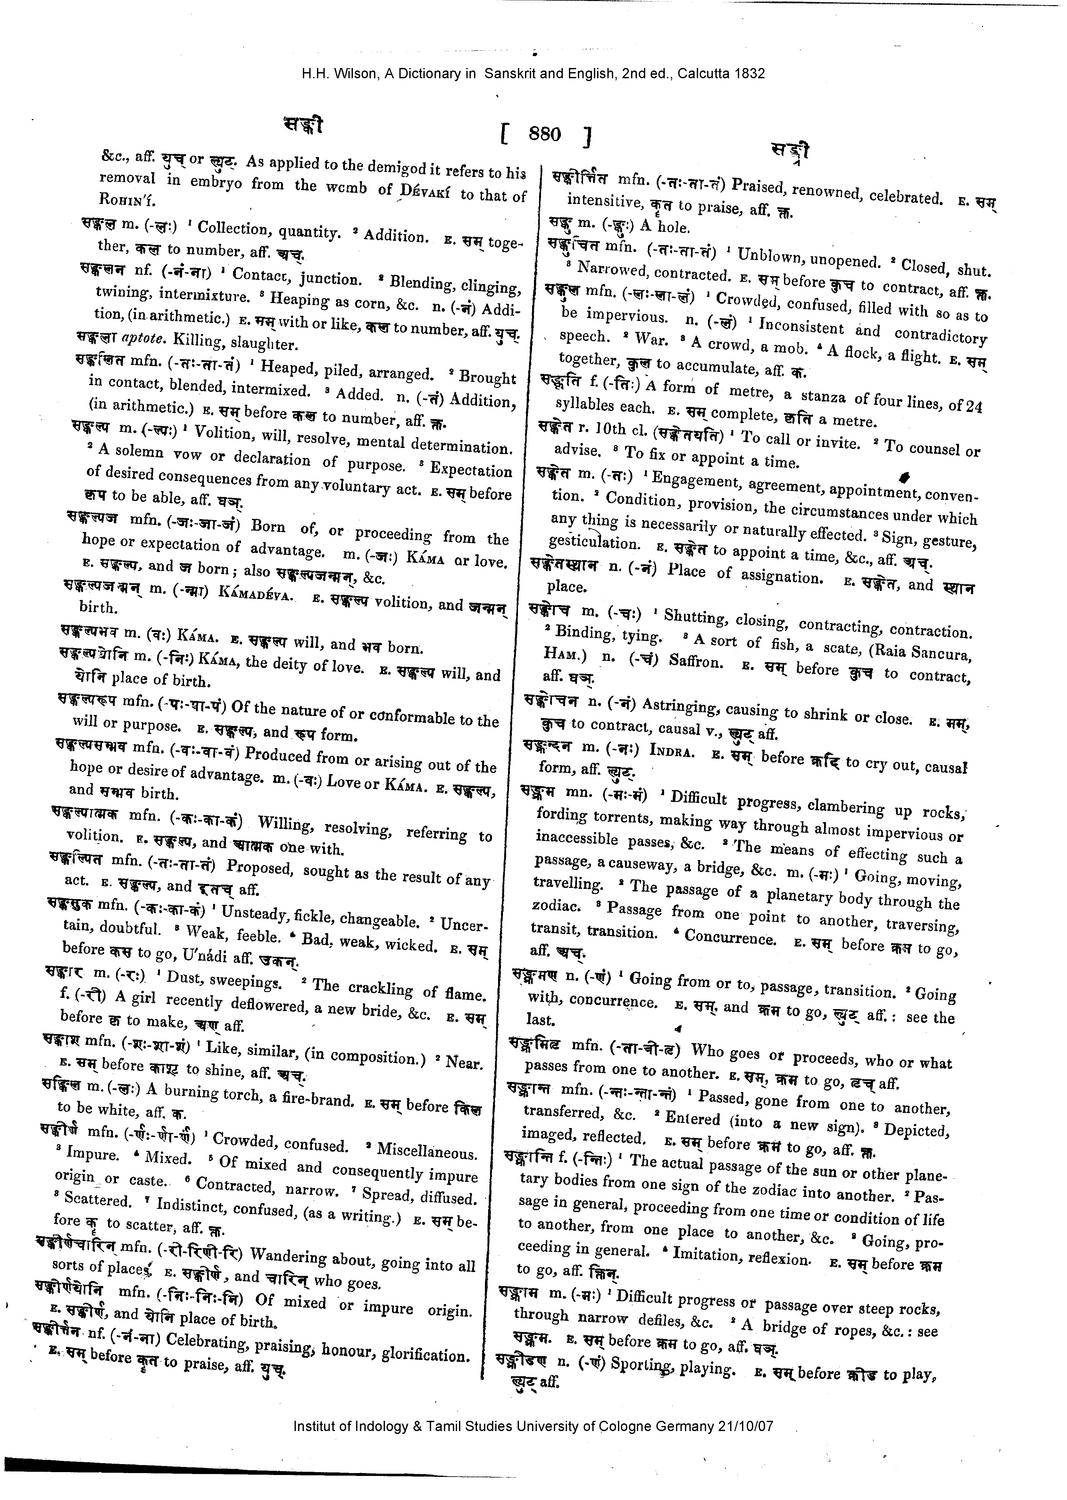 H.H. Wilson, A Dictionary in Sanskrit and English, 2nd ed., Calcutta 1832
सङ्की
[ 880 ]
सङ्क्री
&c., aff. युच् or ल्युट्. As applied to the demigod it refers to his
removal in embryo from the womb of DÉVAKÍ to that of
ROHIN'Í.
सङ्कल m. (-लः) ¹ Collection, quantity. ² Addition. E. सम् toge-
ther, कल to number, aff. अच्.
सङ्कलन nf. (-नं-ना) ¹ Contact, junction. ² Blending, clinging,
twining, intermixture. ³ Heaping as corn, &c. n. (-नं) Addi-
tion, (in arithmetic.) E. सम् with or like, कल to number, aff. युच्.
सङ्कला aptote. Killing, slaughter.
सङ्कलित mfn. (-तः-ता-तं) ¹ Heaped, piled, arranged. ² Brought
in contact, blended, intermixed. ³ Added. n. (-तं) Addition,
(in arithmetic.) E. सम् before कल to number, aff. क्त.
सङ्कल्प m. (-ल्पः) ¹ Volition, will, resolve, mental determination.
² A solemn vow or declaration of purpose. ³ Expectation
of desired consequences from any voluntary act. E. सम् before
कृप to be able, aff. घञ्.
सङ्कल्पज mfn. (-जः-जा-जं) Born of, or proceeding from the
hope or expectation of advantage. m. (-जः) KÁMA or love.
E. सङ्कल्प, and ज born; also सङ्कल्पजन्मन्, &c.
सङ्कल्पजन्मन् m. (-न्मा) KÁMADÉVA. E. सङ्कल्प volition, and जन्मन्
birth.
सङ्कल्पभव m. (वः) KÁMA. E. सङ्कल्प will, and भव born.
सङ्कल्पयोनि m. (-निः) KÁMA, the deity of love. E. सङ्कल्प will, and
योनि place of birth.
सङ्कल्परूप mfn. (-पः-पा-पं) Of the nature of or conformable to the
will or purpose. E. सङ्कल्प, and रूप form.
सङ्कल्पसम्भव mfn. (-वः-वा-वं) Produced from or arising out of the
hope or desire of advantage. m. (-वः) Love or KÁMA. E. सङ्कल्प,
and सम्भव birth.
सङ्कल्पात्मक mfn. (-कः-का-कं) Willing, resolving, referring to
volition. E. सङ्कल्प, and आत्मक one with.
सङ्कल्पित mfn. (-तः-ता-तं) Proposed, sought as the result of any
act. E. सङ्कल्प, and इतच् aff.
सङ्कसुक mfn. (-कः-का-कं) ¹ Unsteady, fickle, changeable. ² Uncer-
tain, doubtful. ³ Weak, feeble. ⁴ Bad, weak, wicked. E. सम्
before कस to go, U'nádi aff. उकन्.
सङ्कार m. (-रः) ¹ Dust, sweepings. ² The crackling of flame.
f. (-री) A girl recently deflowered, a new bride, &c. E. सम्
before कृ to make, अण् aff.
सङ्काश mfn. (-शः-शा-शं) ¹ Like, similar, (in composition.) ² Near.
E. सम् before काशृ to shine, aff. अच्.
सङ्किल m. (-लः) A burning torch, a fire-brand. E. सम् before किल
to be white, aff. क.
सङ्कीर्ण mfn. (-र्णः-र्णा-र्णं) ¹ Crowded, confused. ² Miscellaneous.
³ Impure. ⁴ Mixed. ⁵ Of mixed and consequently impure
origin or caste. ⁶ Contracted, narrow. ⁷ Spread, diffused.
⁸ Scattered. ⁷ Indistinct, confused, (as a writing.) E. सम् be-
fore कॄ to scatter, aff. क्त.
सङ्कीर्णचारिन् mfn. (-री-रिणी-रि) Wandering about, going into all
sorts of places. E. सङ्कीर्ण, and चारिन् who goes.
सङ्कीर्णयोनि mfn. (-निः-निः-नि) Of mixed or impure origin.
E. सङ्कीर्ण, and योनि place of birth.
सङ्कीर्त्तन nf. (-नं-ना) Celebrating, praising, honour, glorification.
E. सम् before कॄत to praise, aff. युच्.
सङ्कीर्त्तित mfn. (-तः-ता-तं) Praised, renowned, celebrated. E. सम्
intensitive, कॄत to praise, aff. क्त.
सङ्कु m. (-ङ्कुः) A hole.
सङ्कुचित mfn. (-तः-ता-तं) ¹ Unblown, unopened. ² Closed, shut.
³ Narrowed, contracted. E. सम् before कुच to contract, aff. क्त.
सङ्कुल mfn. (-लः-ला-लं) ¹ Crowded, confused, filled with so as to
be impervious. n. (-लं) ¹ Inconsistent and contradictory
speech. ² War. ³ A crowd, a mob. ⁴ A flock, a flight. E. सम्
together, कुल to accumulate, aff. क.
सङ्कृति f. (-तिः) A form of metre, a stanza of four lines, of 24
syllables each. E. सम् complete, कृति a metre.
सङ्केत r. 10th cl. (सङ्केतयति) ¹ To call or invite. ² To counsel or
advise. ³ To fix or appoint a time.
सङ्केत m. (-तः) ¹ Engagement, agreement, appointment, conven-
tion. ² Condition, provision, the circumstances under which
any thing is necessarily or naturally effected. ³ Sign, gesture,
gesticulation. E. सङ्केत to appoint a time, &c., aff. अच्.
सङ्केतस्थान n. (-नं) Place of assignation. E. सङ्केत, and स्थान
place.
सङ्कोच m. (-चः) ¹ Shutting, closing, contracting, contraction.
² Binding, tying. ³ A sort of fish, a scate, (Raia Sancura,
HAM.) n. (-चं) Saffron. E. सम् before कुच to contract,
aff. घञ्.
सङ्कोचन n. (-नं) Astringing, causing to shrink or close. E. सम्,
कुच to contract, causal v., ल्युट् aff.
सङ्क्रन्दन m. (-नः) INDRA. E. सम् before क्रदि to cry out, causal
form, aff. ल्युट्.
सङ्क्रम mn. (-मः-मं) ¹ Difficult progress, clambering up rocks,
fording torrents, making way through almost impervious or
inaccessible passes, &c. ² The means of effecting such a
passage, a causeway, a bridge, &c. m. (-मः) ¹ Going, moving,
travelling. ² The passage of a planetary body through the
zodiac. ³ Passage from one point to another, traversing,
transit, transition. ⁴ Concurrence. E. सम् before क्रम to go,
aff. अच्.
सङ्क्रमण n. (-णं) ¹ Going from or to, passage, transition. ² Going
with, concurrence. E. सम्, and क्रम to go, ल्युट् aff.: see the
last.
सङ्क्रमितृ mfn. (-ता-त्री-तृ) Who goes or proceeds, who or what
passes from one to another. E. सम्, क्रम to go, तृच् aff.
सङ्क्रान्त mfn. (-न्तः-न्ता-न्तं) ¹ Passed, gone from one to another,
transferred, &c. ² Entered (into a new sign). ³ Depicted,
imaged, reflected. E. सम् before क्रम to go, aff. क्त.
सङ्क्रान्ति f. (-न्तिः) ¹ The actual passage of the sun or other plane-
tary bodies from one sign of the zodiac into another. ² Pas-
sage in general, proceeding from one time or condition of life
to another, from one place to another, &c. ³ Going, pro-
ceeding in general. ⁴ Imitation, reflexion. E. सम् before क्रम
to go, aff. क्तिन्.
सङ्क्राम m. (-मः) ¹ Difficult progress or passage over steep rocks,
through narrow defiles, &c. ² A bridge of ropes, &c.: see
सङ्क्रम. E. सम् before क्रम to go, aff. घञ्.
सङ्क्रीडण n. (-णं) Sporting, playing. E. सम् before क्रीड to play,
ल्युट् aff.
Institut of Indology & Tamil Studies University of Cologne Germany 21/10/07